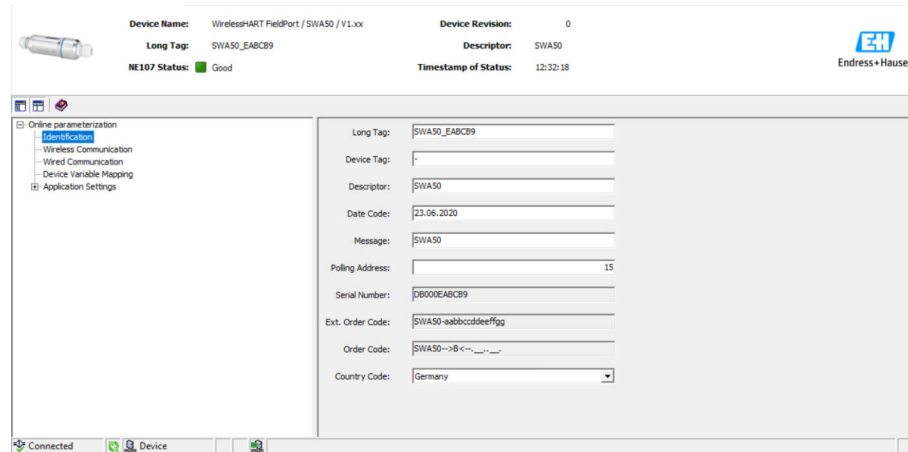 Device Name: WirelessHART FieldPort / SWA50 / V1.xx Device Revision: 0
Long Tag: SWA50_EABCB9 Descriptor: SWA50
NE107 Status: Good Timestamp of Status: 12:32:18
EH
Endress+Hause
Online parameterization
Identification
Wireless Communication
Wired Communication
Device Variable Mapping
Application Settings
Long Tag: SWA50_EABCB9
Device Tag: -
Descriptor: SWA50
Date Code: 23.06.2020
Message: SWA50
Polling Address: 15
Serial Number: DB000EABCB9
Ext. Order Code: SWA50-aabbccddeeffgg
Order Code: SWA50-->B<--.__,.__.
Country Code: Germany
Connected Device